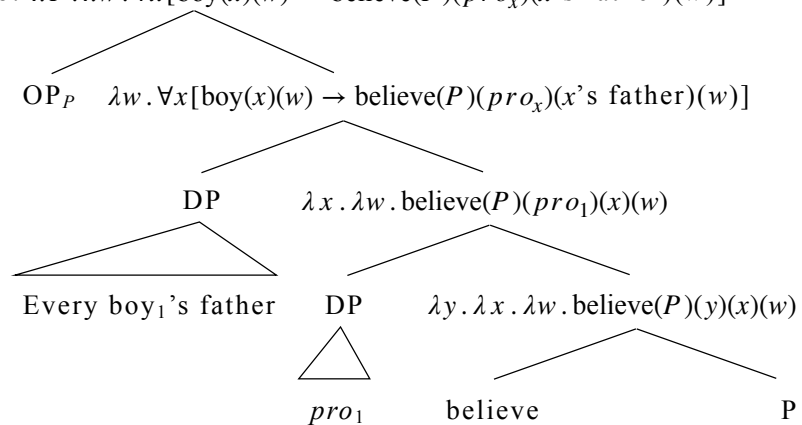 OP_P λw . ∀x[boy(x)(w) → believe(P)(pro_x)(x’s father)(w)]
DP λx . λw . believe(P)(pro_1)(x)(w)
Every boy_1’s father DP λy . λx . λw . believe(P)(y)(x)(w)
pro_1 believe P